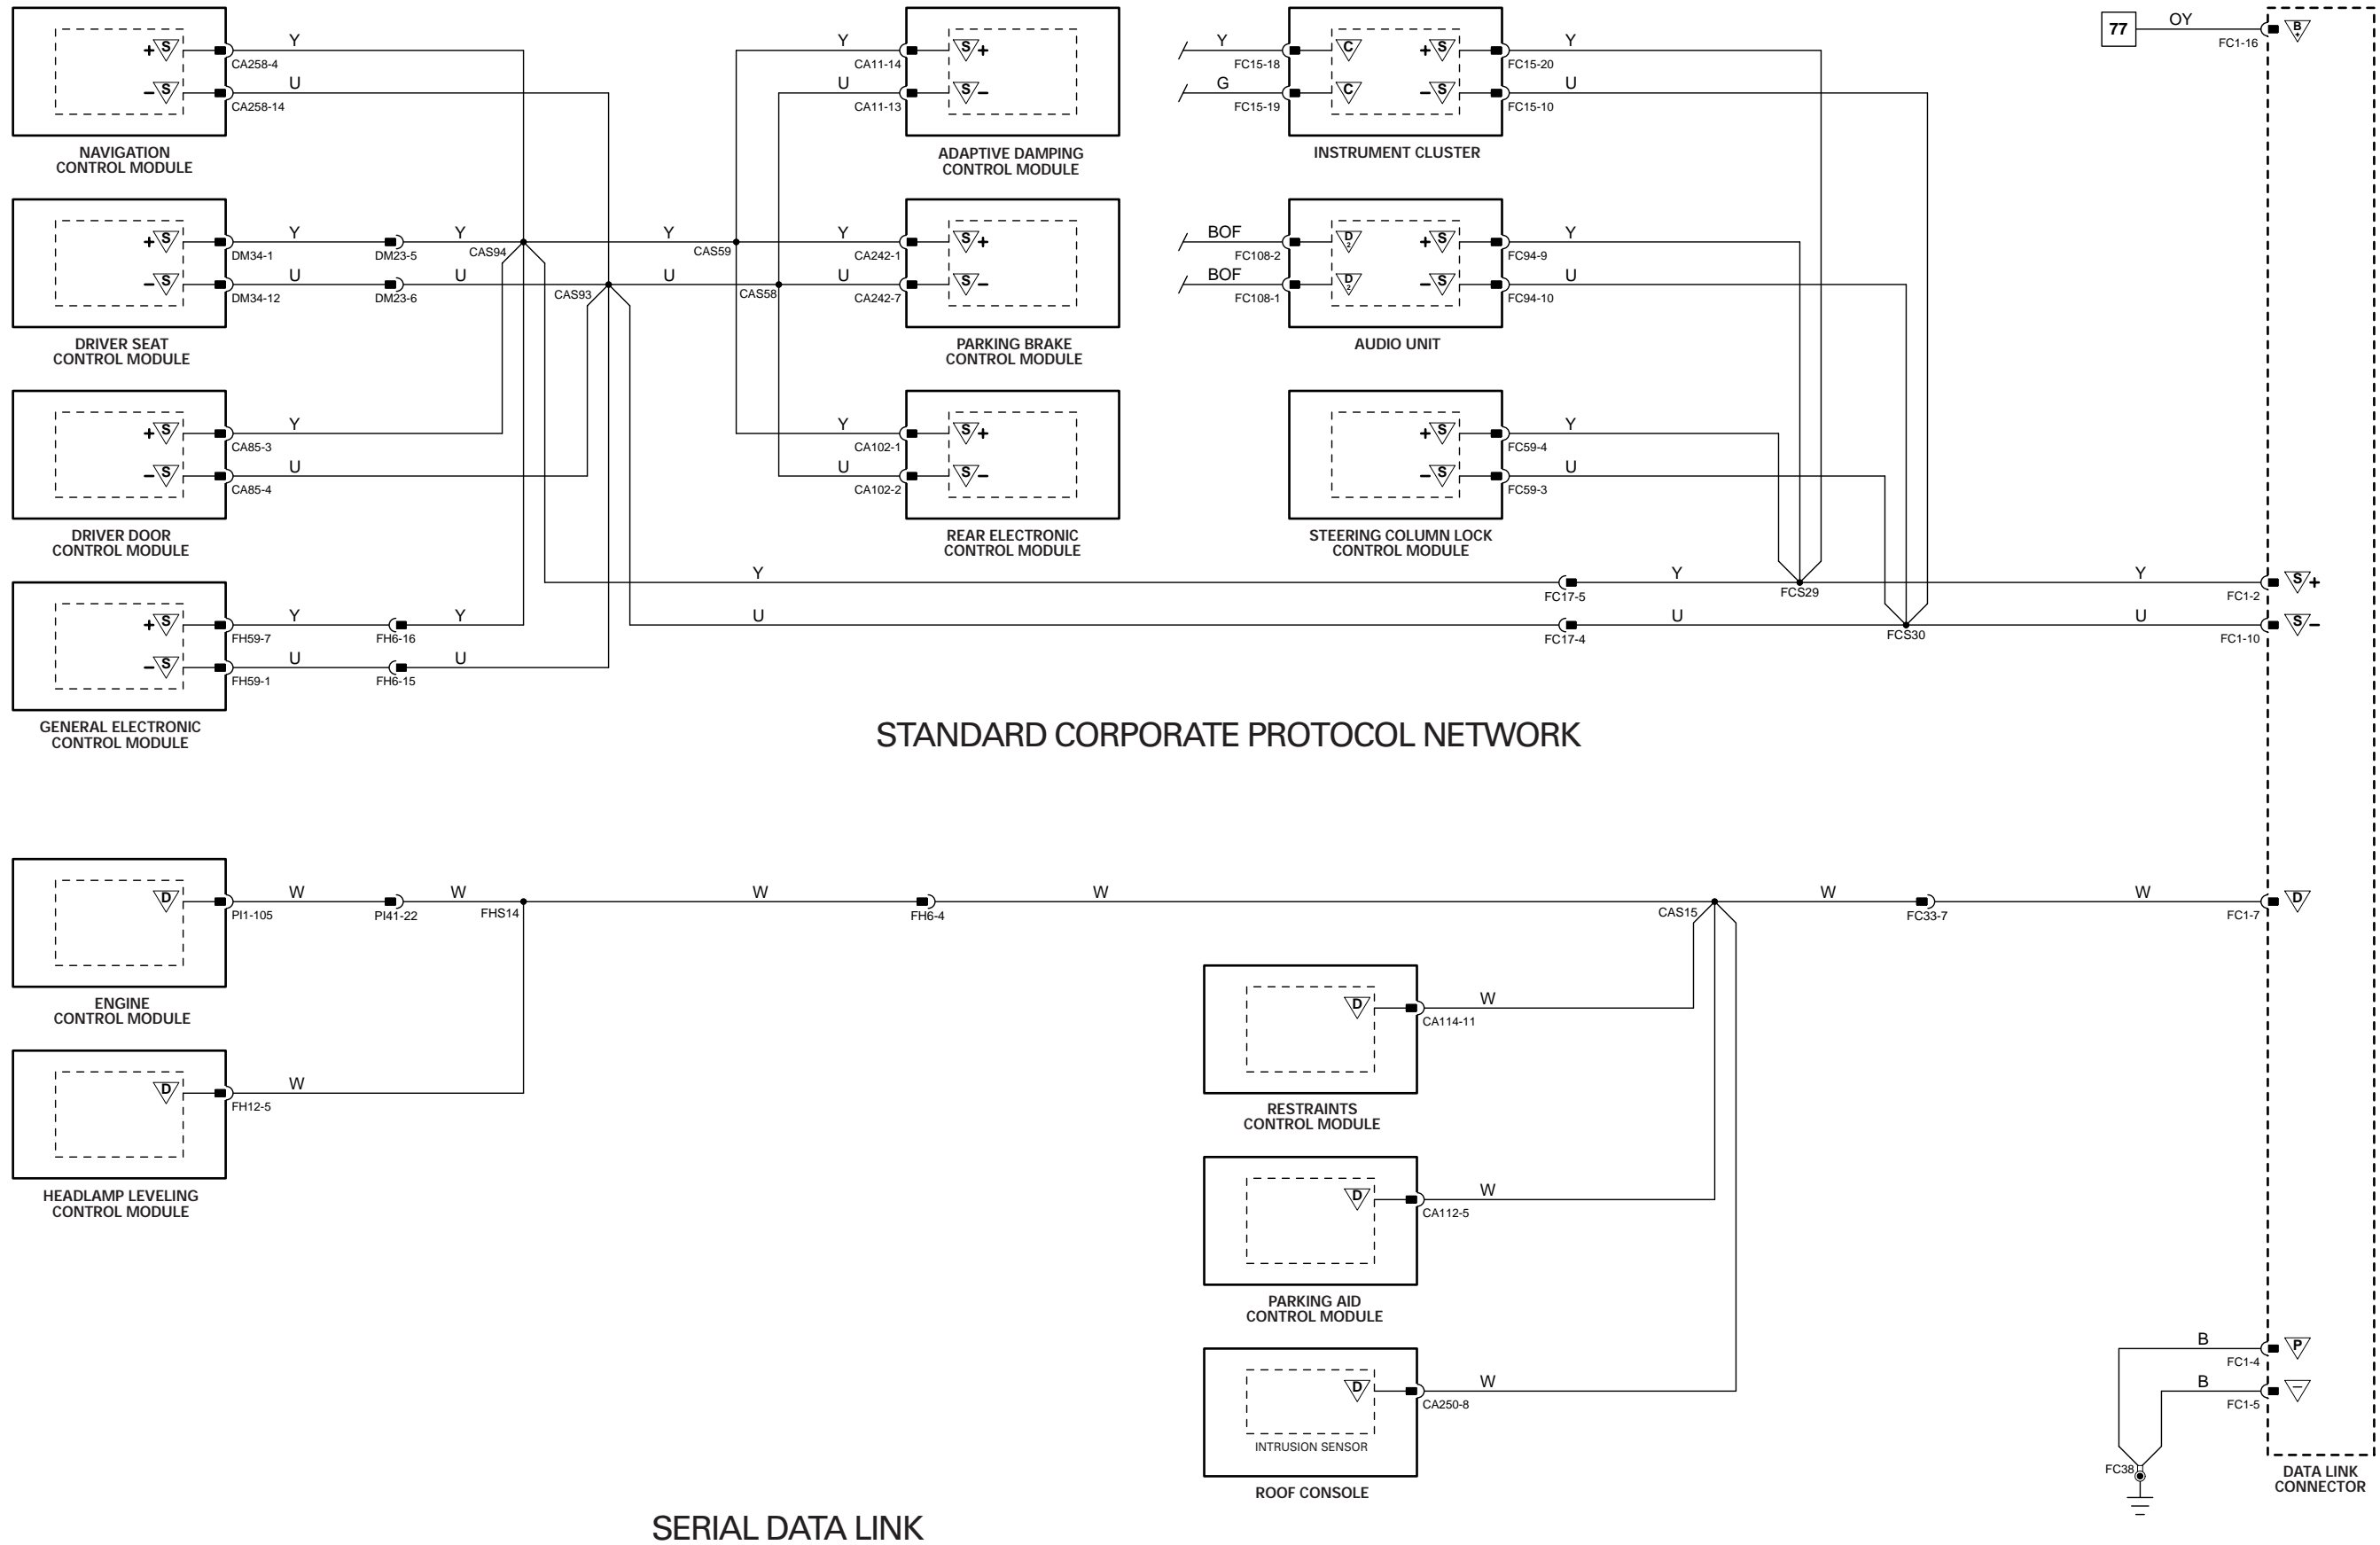 Y
CA258-4
U
CA258-14
+ S
- S
NAVIGATION
CONTROL MODULE
Y
CA11-14
U
CA11-13
S +
S -
ADAPTIVE DAMPING
CONTROL MODULE
Y
FC15-18
G
FC15-19
C
C
+ S
- S
Y
FC15-20
U
FC15-10
INSTRUMENT CLUSTER
77
OY
FC1-16
B
+
+ S
- S
Y
DM34-1
U
DM34-12
Y
DM23-5
U
DM23-6
CAS94
CAS93
Y
U
CAS59
CAS58
DRIVER SEAT
CONTROL MODULE
Y
CA242-1
U
CA242-7
S +
S -
PARKING BRAKE
CONTROL MODULE
BOF
FC108-2
BOF
FC108-1
D
2
D
2
+ S
- S
Y
FC94-9
U
FC94-10
AUDIO UNIT
+ S
- S
Y
CA85-3
U
CA85-4
DRIVER DOOR
CONTROL MODULE
Y
CA102-1
U
CA102-2
S +
S -
REAR ELECTRONIC
CONTROL MODULE
+ S
- S
Y
FC59-4
U
FC59-3
STEERING COLUMN LOCK
CONTROL MODULE
Y
FC17-5
Y
FCS29
Y
FC1-2
S +
U
FC17-4
U
FCS30
U
FC1-10
S -
+ S
- S
Y
FH59-7
Y
FH6-16
U
FH59-1
U
FH6-15
GENERAL ELECTRONIC
CONTROL MODULE
STANDARD CORPORATE PROTOCOL NETWORK
D
W
PI1-105
W
PI41-22
FHS14
W
FH6-4
W
CAS15
W
FC33-7
W
FC1-7
D
ENGINE
CONTROL MODULE
D
W
FH12-5
HEADLAMP LEVELING
CONTROL MODULE
D
W
CA114-11
RESTRAINTS
CONTROL MODULE
D
W
CA112-5
PARKING AID
CONTROL MODULE
D
W
CA250-8
INTRUSION SENSOR
ROOF CONSOLE
B
FC1-4
P
B
FC1-5
-
FC38
DATA LINK
CONNECTOR
SERIAL DATA LINK